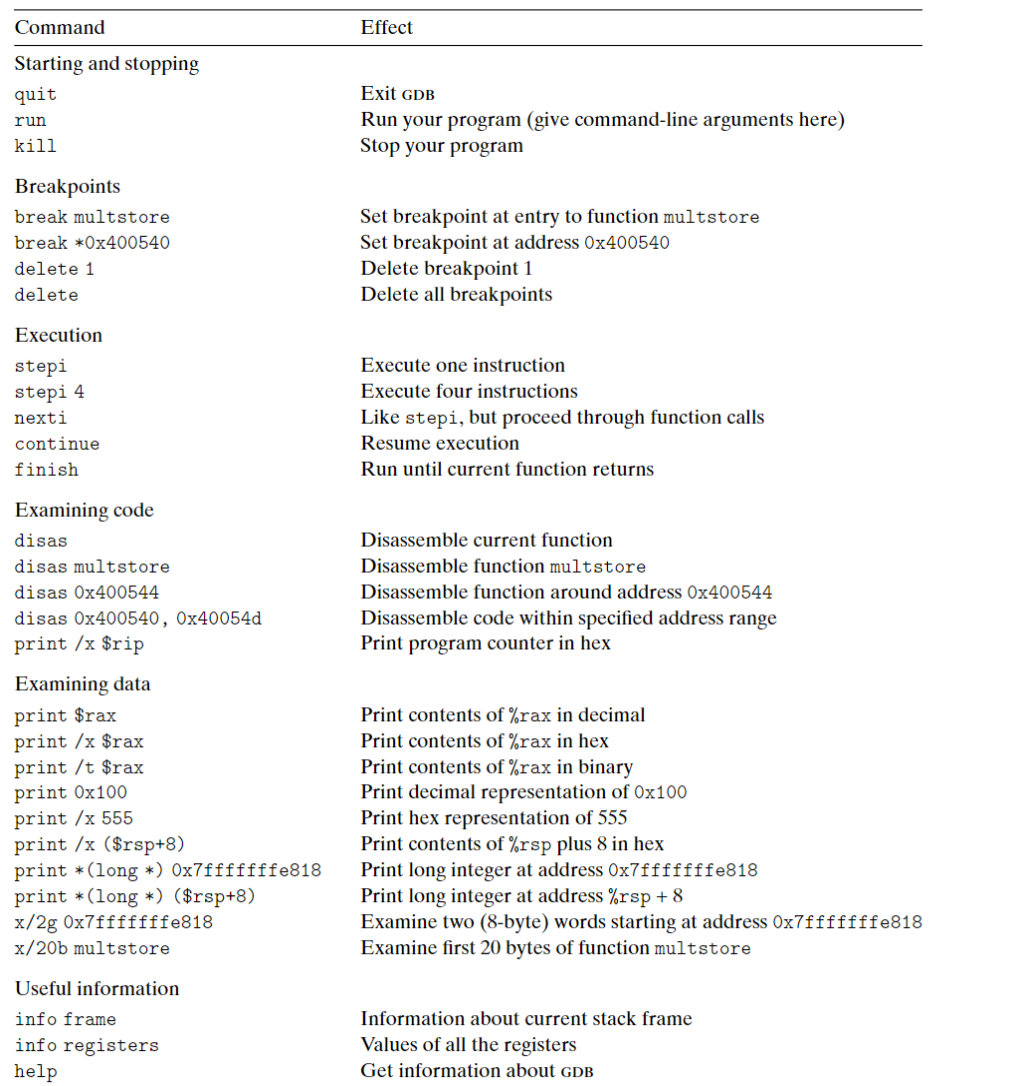 Command Effect
Starting and stopping
quit Exit GDB
run Run your program (give command-line arguments here)
kill Stop your program
Breakpoints
break multstore Set breakpoint at entry to function multstore
break *0x400540 Set breakpoint at address 0x400540
delete 1 Delete breakpoint 1
delete Delete all breakpoints
Execution
stepi Execute one instruction
stepi 4 Execute four instructions
nexti Like stepi, but proceed through function calls
continue Resume execution
finish Run until current function returns
Examining code
disas Disassemble current function
disas multstore Disassemble function multstore
disas 0x400544 Disassemble function around address 0x400544
disas 0x400540, 0x40054d Disassemble code within specified address range
print /x $rip Print program counter in hex
Examining data
print $rax Print contents of %rax in decimal
print /x $rax Print contents of %rax in hex
print /t $rax Print contents of %rax in binary
print 0x100 Print decimal representation of 0x100
print /x 555 Print hex representation of 555
print /x ($rsp+8) Print contents of %rsp plus 8 in hex
print *(long *) 0x7fffffffe818 Print long integer at address 0x7fffffffe818
print *(long *) ($rsp+8) Print long integer at address %rsp + 8
x/2g 0x7fffffffe818 Examine two (8-byte) words starting at address 0x7fffffffe818
x/20b multstore Examine first 20 bytes of function multstore
Useful information
info frame Information about current stack frame
info registers Values of all the registers
help Get information about GDB